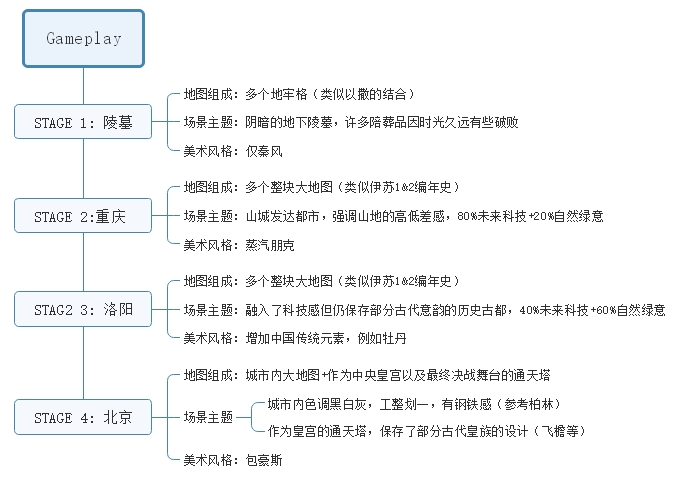 Gameplay
STAGE 1: 陵墓
地图组成: 多个地牢格（类似以撒的结合）
场景主题: 阴暗的地下陵墓，许多陪葬品因时光久远有些破败
美术风格: 仅秦风
STAGE 2:重庆
地图组成: 多个整块大地图（类似伊苏1&2编年史）
场景主题: 山城发达都市，强调山地的高低差感，80%未来科技+20%自然绿意
美术风格: 蒸汽朋克
STAG2 3: 洛阳
地图组成: 多个整块大地图（类似伊苏1&2编年史）
场景主题: 融入了科技感但仍保存部分古代意韵的历史古都，40%未来科技+60%自然绿意
美术风格: 增加中国传统元素，例如牡丹
STAGE 4: 北京
地图组成: 城市内大地图+作为中央皇宫以及最终决战舞台的通天塔
场景主题
城市内色调黑白灰，工整划一，有钢铁感（参考柏林）
作为皇宫的通天塔，保存了部分古代皇族的设计（飞檐等）
美术风格: 包豪斯